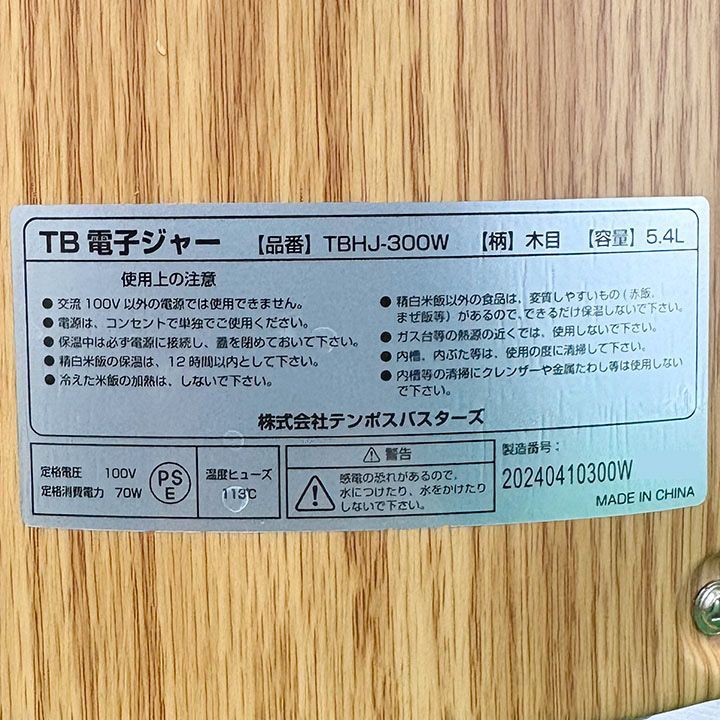 TB 電子ジャー 【品番】 TBHJ-300W 【柄】 木目 【容量】 5.4L
使用上の注意
● 交流 100V 以外の電源では使用できません。
● 電源は、コンセントで単独でご使用ください。
● 保温中は必ず電源に接続し、蓋を閉めておいて下さい。
● 精白米飯の保温は、12 時間以内として下さい。
● 冷えた米飯の加熱は、しないで下さい。
● 精白米飯以外の食品は、変質しやすいもの(赤飯、
まぜ飯等)があるので、できるだけ保温しないで下さい。
● ガス台等の熱源の近くでは、使用しないで下さい。
● 内槽、内ぶた等は、使用の度に清掃して下さい。
● 内槽等の清掃にクレンザーや金属たわし等は使用しない
で下さい。
株式会社テンポスバスターズ
定格電圧 100V
定格消費電力 70W
PS
E
温度ヒューズ
113℃
⚠ 警告
感電の恐れがあるので、
水につけたり、水をかけたり
しないで下さい。
製造番号:
20240410300W
MADE IN CHINA